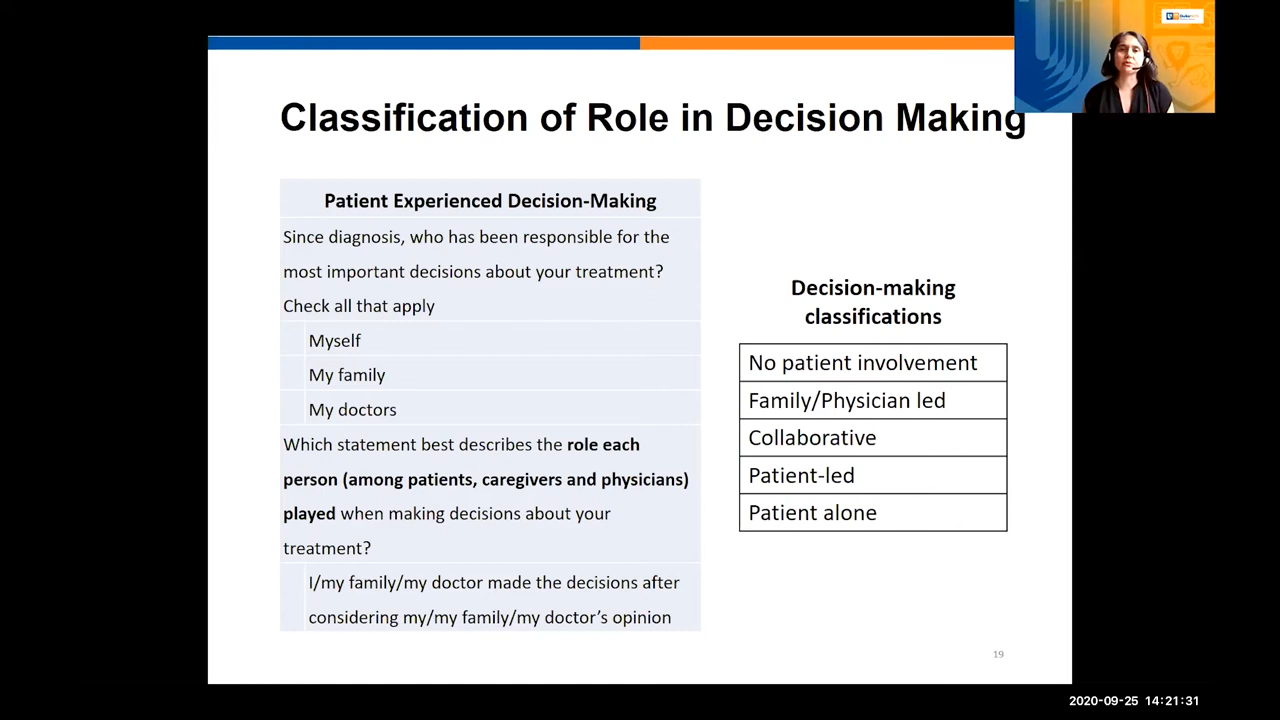 Classification of Role in Decision Making
Patient Experienced Decision-Making
Since diagnosis, who has been responsible for the
most important decisions about your treatment?
Check all that apply
Myself
My family
My doctors
Which statement best describes the role each
person (among patients, caregivers and physicians)
played when making decisions about your
treatment?
I/my family/my doctor made the decisions after
considering my/my family/my doctor's opinion
Decision-making
classifications
No patient involvement
Family/Physician led
Collaborative
Patient-led
Patient alone
19
2020-09-25 14:21:31